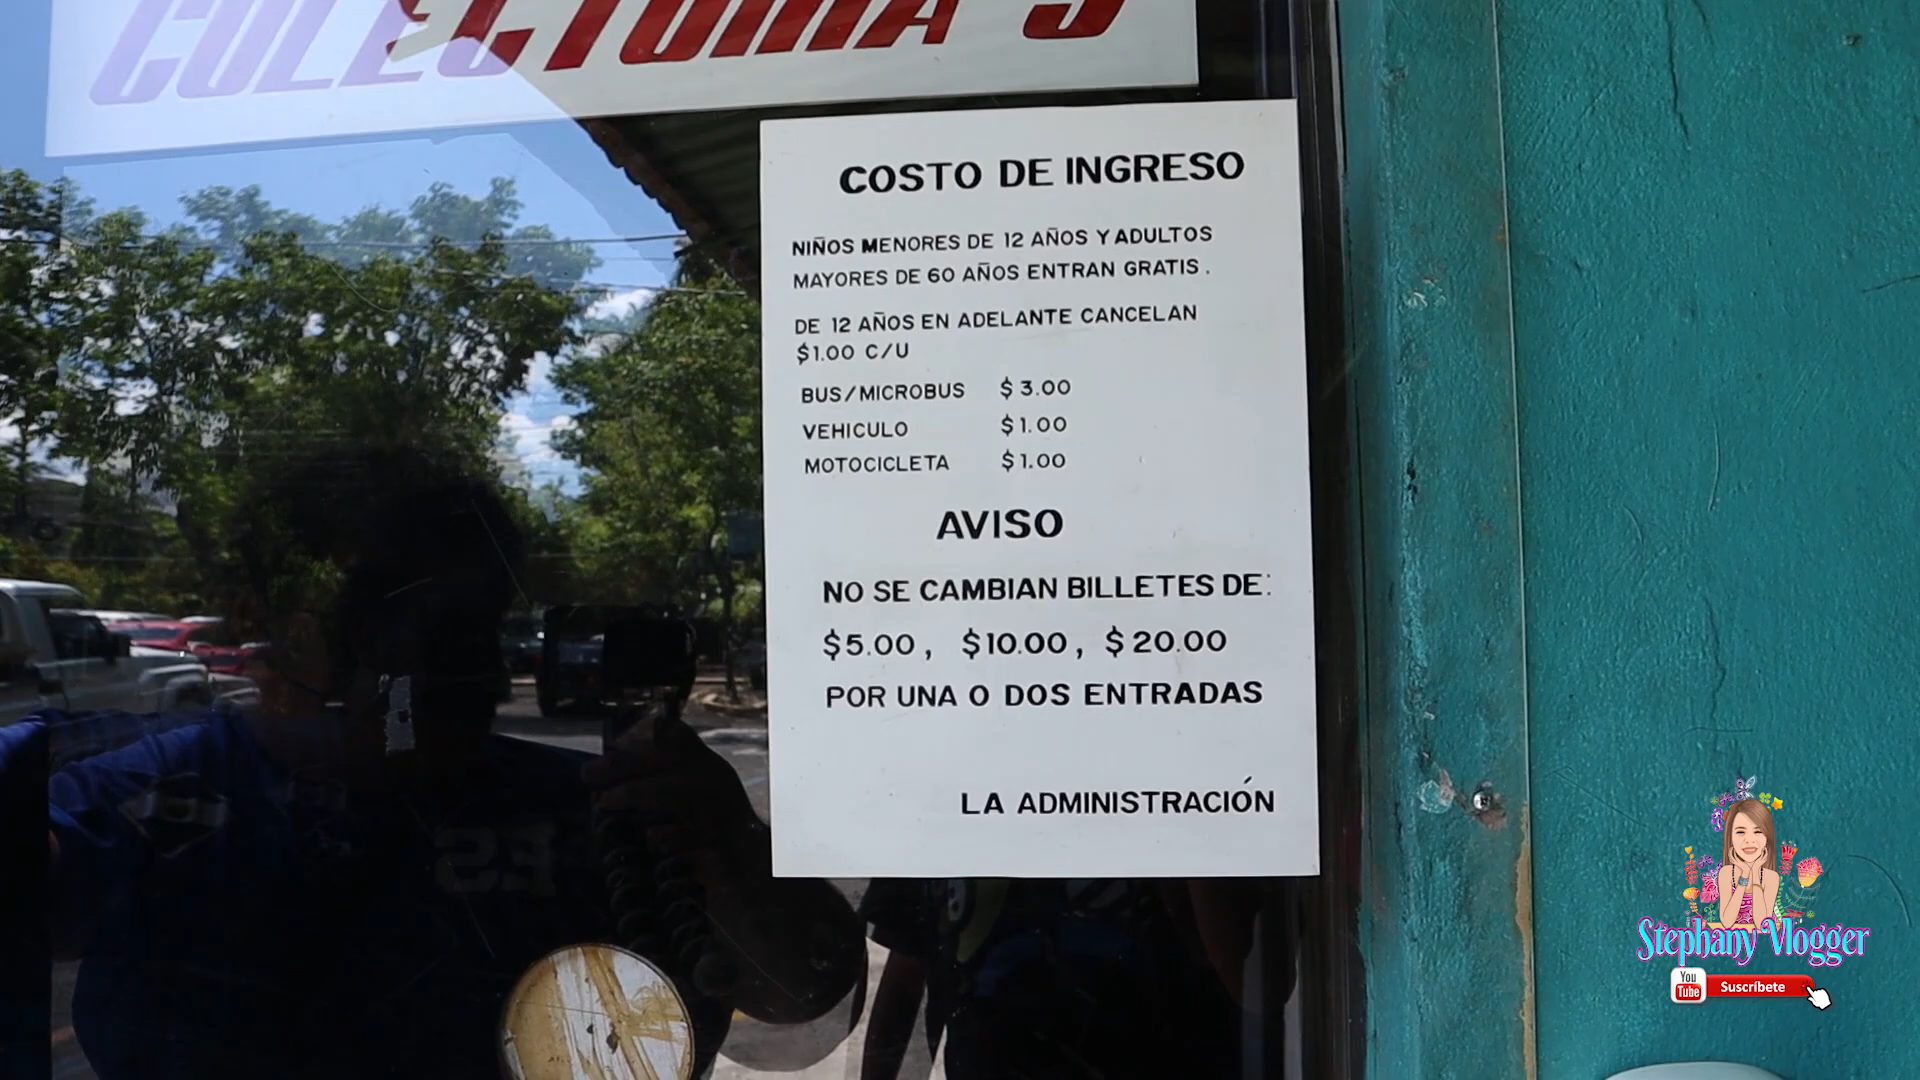 COLECTURIA 3
COSTO DE INGRESO
NIÑOS MENORES DE 12 AÑOS Y ADULTOS
MAYORES DE 60 AÑOS ENTRAN GRATIS.
DE 12 AÑOS EN ADELANTE CANCELAN
$1.00 C/U
BUS/MICROBUS $3.00
VEHICULO $1.00
MOTOCICLETA $1.00
AVISO
NO SE CAMBIAN BILLETES DE:
$5.00, $10.00, $20.00
POR UNA O DOS ENTRADAS
LA ADMINISTRACIÓN
Stephany Vlogger
You Tube Suscríbete